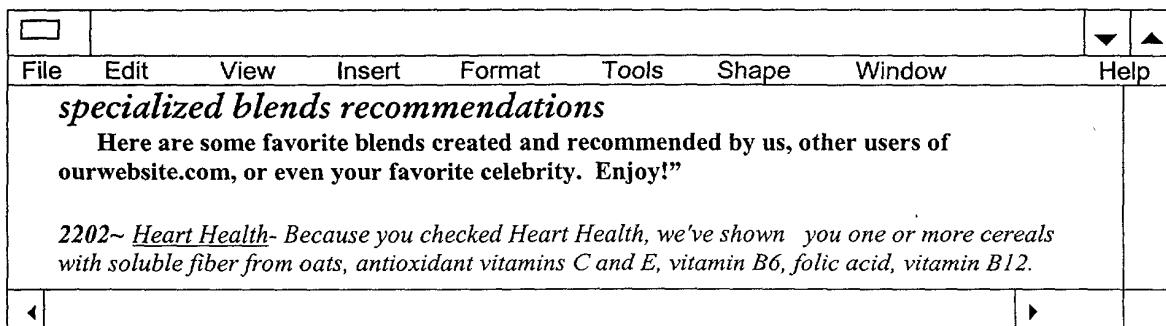 File Edit View Insert Format Tools Shape Window Help
specialized blends recommendations
Here are some favorite blends created and recommended by us, other users of
ourwebsite.com, or even your favorite celebrity. Enjoy!”
2202~ Heart Health- Because you checked Heart Health, we've shown you one or more cereals
with soluble fiber from oats, antioxidant vitamins C and E, vitamin B6, folic acid, vitamin B12.